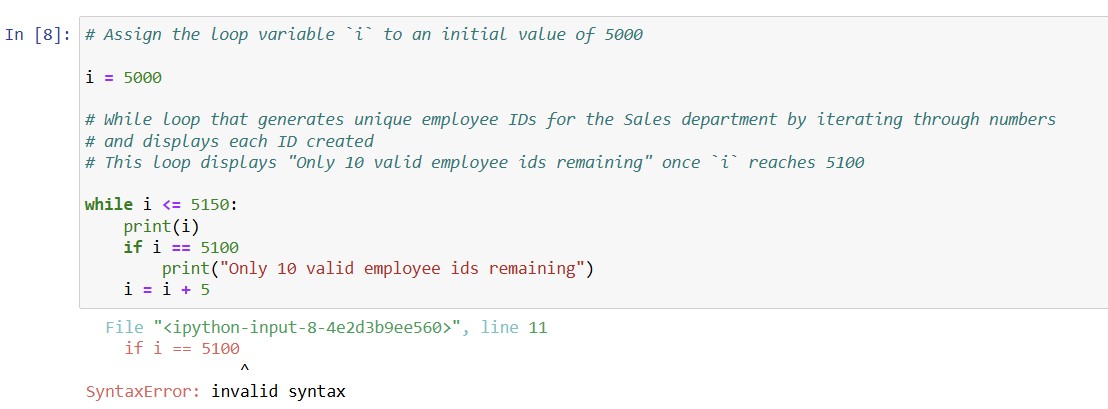 In [8]: # Assign the loop variable `i` to an initial value of 5000
i = 5000
# While loop that generates unique employee IDs for the Sales department by iterating through numbers
# and displays each ID created
# This loop displays "Only 10 valid employee ids remaining" once `i` reaches 5100
while i <= 5150:
    print(i)
    if i == 5100
        print("Only 10 valid employee ids remaining")
    i = i + 5
  File "<ipython-input-8-4e2d3b9ee560>", line 11
    if i == 5100
                ^
SyntaxError: invalid syntax